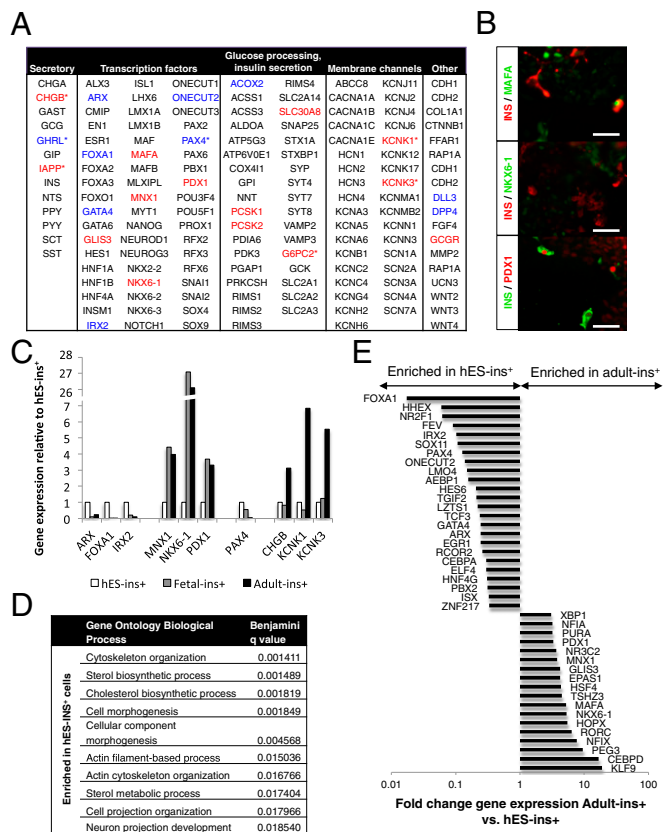 A
Secretory Transcription factors Glucose processing, insulin secretion Membrane channels Other
CHGA ALX3 ISL1 ONECUT1 ACOX2 RIMS4 ABCC8 KCNJ11 CDH1
CHGB* ARX LHX6 ONECUT2 ACSS1 SLC2A14 CACNA1A KCNJ2 CDH2
GAST CMIP LMX1A ONECUT3 ACSS3 SLC30A8 CACNA1B KCNJ4 COL1A1
GCG EN1 LMX1B PAX2 ALDOA SNAP25 CACNA1C KCNJ6 CTNNB1
GHRL* ESR1 MAF PAX4* ATP5G3 STX1A CACNA1E KCNK1* FFAR1
GIP FOXA1 MAFA PAX6 ATP6V0E1 STXBP1 HCN1 KCNK12 RAP1A
IAPP* FOXA2 MAFB PBX1 COX4I1 SYP HCN2 KCNK17 CDH1
INS FOXA3 MLXIPL PDX1 GPI SYT4 HCN3 KCNK3* CDH2
NTS FOXO1 MNX1 POU3F4 NNT SYT7 HCN4 KCNMA1 DLL3
PPY GATA4 MYT1 POU5F1 PCSK1 SYT8 KCNA3 KCNMB2 DPP4
PYY GATA6 NANOG PROX1 PCSK2 VAMP2 KCNA5 KCNN1 FGF4
SCT GLIS3 NEUROD1 RFX2 PDIA6 VAMP3 KCNA6 KCNN3 GCGR
SST HES1 NEUROG3 RFX3 PDK3 G6PC2* KCNB1 SCN1A MMP2
HNF1A NKX2-2 RFX6 PGAP1 GCK KCNC2 SCN2A RAP1A
HNF1B NKX6-1 SNAI1 PRKCSH SLC2A1 KCNG3 SCN3A UCN3
HNF4A NKX6-2 SNAI2 RIMS1 SLC2A2 KCNG4 SCN4A WNT2
INSM1 NKX6-3 SOX4 RIMS2 SLC2A3 KCNH2 SCN7A WNT3
IRX2 NOTCH1 SOX9 RIMS3 KCNH6 WNT4
B
INS / MAFA
INS / NKX6-1
INS / PDX1
C
Gene expression relative to hES-ins+
28
27
26
7
6
5
4
3
2
1
0
ARX FOXA1 IRX2 MNX1 NKX6-1 PDX1 PAX4 CHGB KCNK1 KCNK3
hES-ins+ Fetal-ins+ Adult-ins+
D
Enriched in hES-INS+ cells
Gene Ontology Biological Process Benjamini q value
Cytoskeleton organization 0.001411
Sterol biosynthetic process 0.001489
Cholesterol biosynthetic process 0.001819
Cell morphogenesis 0.001849
Cellular component morphogenesis 0.004568
Actin filament-based process 0.015036
Actin cytoskeleton organization 0.016766
Sterol metabolic process 0.017404
Cell projection organization 0.017966
Neuron projection development 0.018540
E
Enriched in hES-ins+ Enriched in adult-ins+
FOXA1
HHEX
NR2F1
FEV
IRX2
SOX11
PAX4
ONECUT2
LMO4
AEBP1
HES6
TGIF2
LZTS1
TCF3
GATA4
ARX
EGR1
RCOR2
CEBPA
ELF4
HNF4G
PBX2
ISX
ZNF217
XBP1
NFIA
PURA
PDX1
NR3C2
MNX1
GLIS3
EPAS1
HSF4
TSHZ3
MAFA
NKX6-1
HOPX
RORC
NFIX
PEG3
CEBPD
KLF9
0.01 0.1 1 10 100
Fold change gene expression Adult-ins+
vs. hES-ins+